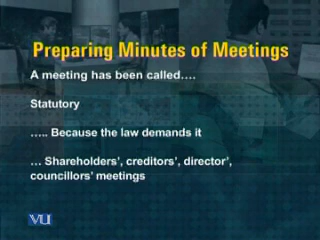 Preparing Minutes of Meetings
A meeting has been called….
Statutory
….. Because the law demands it
… Shareholders’, creditors’, director’,
councillors’ meetings
VU